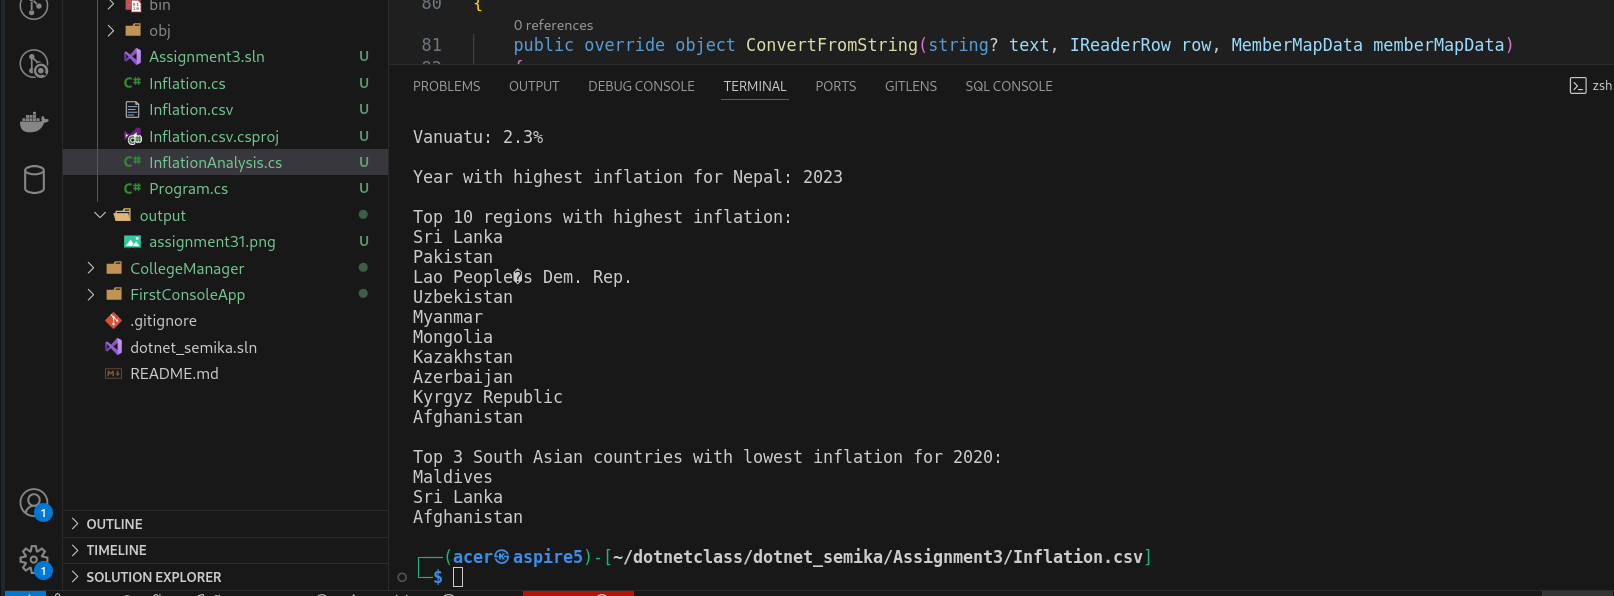 bin
obj
Assignment3.sln U
Inflation.cs U
Inflation.csv U
Inflation.csv.csproj U
InflationAnalysis.cs U
Program.cs U
output
assignment31.png U
CollegeManager
FirstConsoleApp
.gitignore
dotnet_semika.sln
README.md
OUTLINE
TIMELINE
SOLUTION EXPLORER
1
1
80 {
0 references
81 public override object ConvertFromString(string? text, IReaderRow row, MemberMapData memberMapData)
PROBLEMS OUTPUT DEBUG CONSOLE TERMINAL PORTS GITLENS SQL CONSOLE zsh
Vanuatu: 2.3%
Year with highest inflation for Nepal: 2023
Top 10 regions with highest inflation:
Sri Lanka
Pakistan
Lao People�s Dem. Rep.
Uzbekistan
Myanmar
Mongolia
Kazakhstan
Azerbaijan
Kyrgyz Republic
Afghanistan
Top 3 South Asian countries with lowest inflation for 2020:
Maldives
Sri Lanka
Afghanistan
┌──(acer㉿aspire5)-[~/dotnetclass/dotnet_semika/Assignment3/Inflation.csv]
└─$